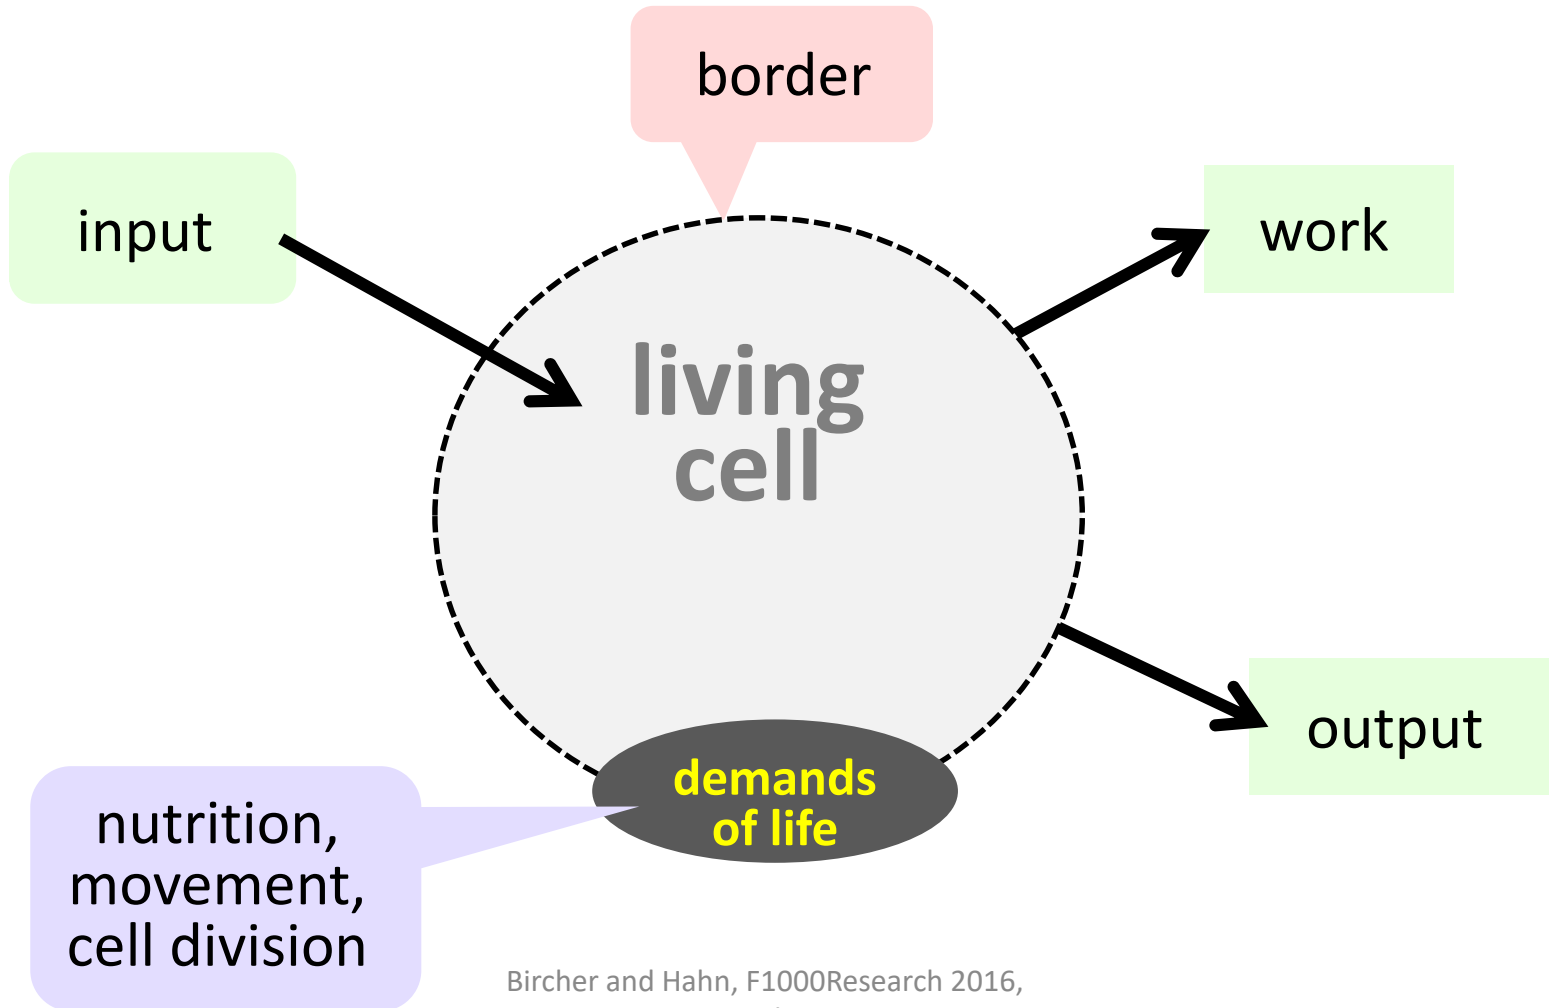 border
input
work
living
cell
output
demands
of life
nutrition,
movement,
cell division
Bircher and Hahn, F1000Research 2016,